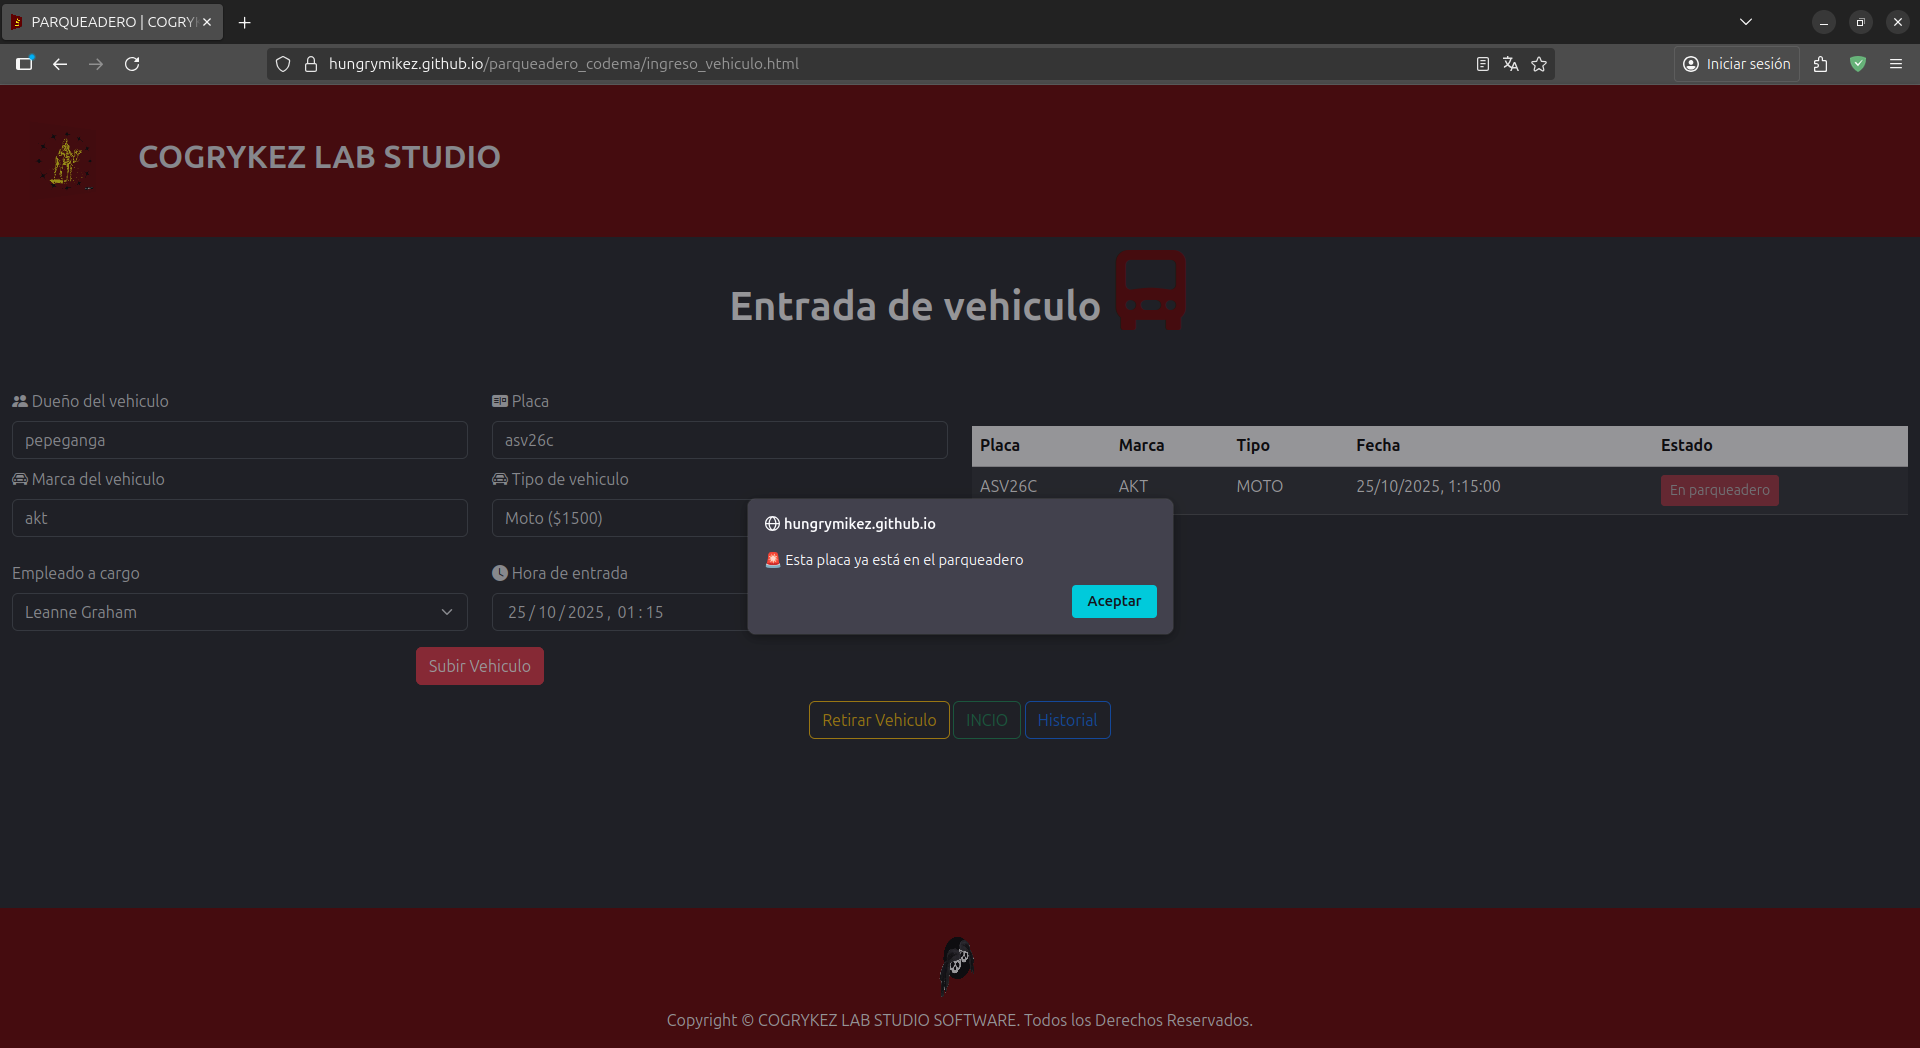 PARQUEADERO | COGRY
hungrymikez.github.io/parqueadero_codema/ingreso_vehiculo.html
Iniciar sesión
COGRYKEZ LAB STUDIO
Entrada de vehiculo
Dueño del vehiculo
Placa
pepeganga
asv26c
Marca del vehiculo
Tipo de vehiculo
akt
Moto ($1500)
Empleado a cargo
Hora de entrada
Leanne Graham
25/10/2025, 01:15
Subir Vehiculo
Placa Marca Tipo Fecha Estado
ASV26C AKT MOTO 25/10/2025, 1:15:00 En parqueadero
hungrymikez.github.io
🚨 Esta placa ya está en el parqueadero
Aceptar
Retirar Vehiculo INCIO Historial
Copyright © COGRYKEZ LAB STUDIO SOFTWARE. Todos los Derechos Reservados.